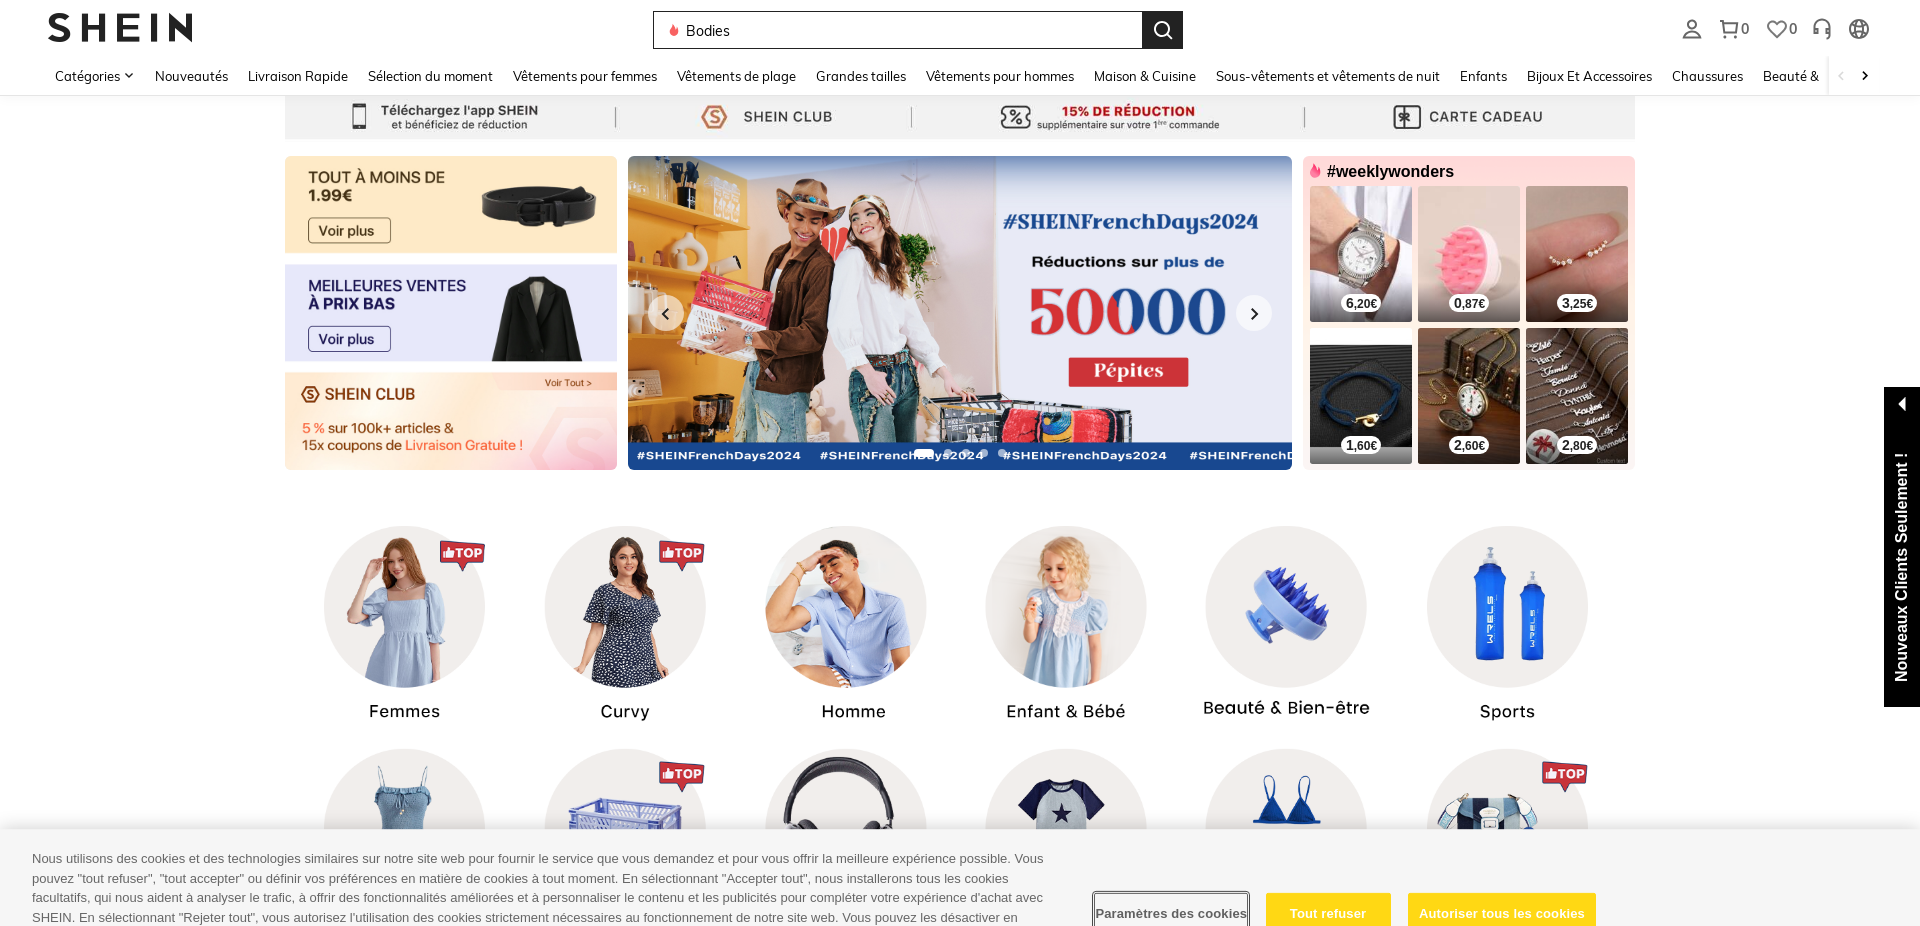 SHEIN
Bodies
0
0
Catégories
Nouveautés
Livraison Rapide
Sélection du moment
Vêtements pour femmes
Vêtements de plage
Grandes tailles
Vêtements pour hommes
Maison & Cuisine
Sous-vêtements et vêtements de nuit
Enfants
Bijoux Et Accessoires
Chaussures
Beauté &
Téléchargez l'app SHEIN
et bénéficiez de réduction
SHEIN CLUB
15% DE RÉDUCTION
supplémentaire sur votre 1ère commande
CARTE CADEAU
TOUT À MOINS DE
1.99€
Voir plus
MEILLEURES VENTES
À PRIX BAS
Voir plus
Voir Tout >
SHEIN CLUB
5 % sur 100k+ articles &
15x coupons de Livraison Gratuite !
#SHEINFrenchDays2024
Réductions sur plus de
50000
Pépites
#SHEINFrenchDays2024 #SHEINFrenchDays2024 #SHEINFrenchDays2024 #SHEINFrenchD
#weeklywonders
6,20€
0,87€
3,25€
1,60€
2,60€
2,80€
Nouveaux Clients Seulement !
TOP
TOP
WRELS
WRELS
Femmes
Curvy
Homme
Enfant & Bébé
Beauté & Bien-être
Sports
TOP
TOP
Nous utilisons des cookies et des technologies similaires sur notre site web pour fournir le service que vous demandez et pour vous offrir la meilleure expérience possible. Vous
pouvez "tout refuser", "tout accepter" ou définir vos préférences en matière de cookies à tout moment. En sélectionnant "Accepter tout", nous installerons tous les cookies
facultatifs, qui nous aident à analyser le trafic, à offrir des fonctionnalités améliorées et à personnaliser le contenu et les publicités pour compléter votre expérience d'achat avec
SHEIN. En sélectionnant "Rejeter tout", vous autorisez l'utilisation des cookies strictement nécessaires au fonctionnement de notre site web. Vous pouvez les désactiver en
Paramètres des cookies
Tout refuser
Autoriser tous les cookies